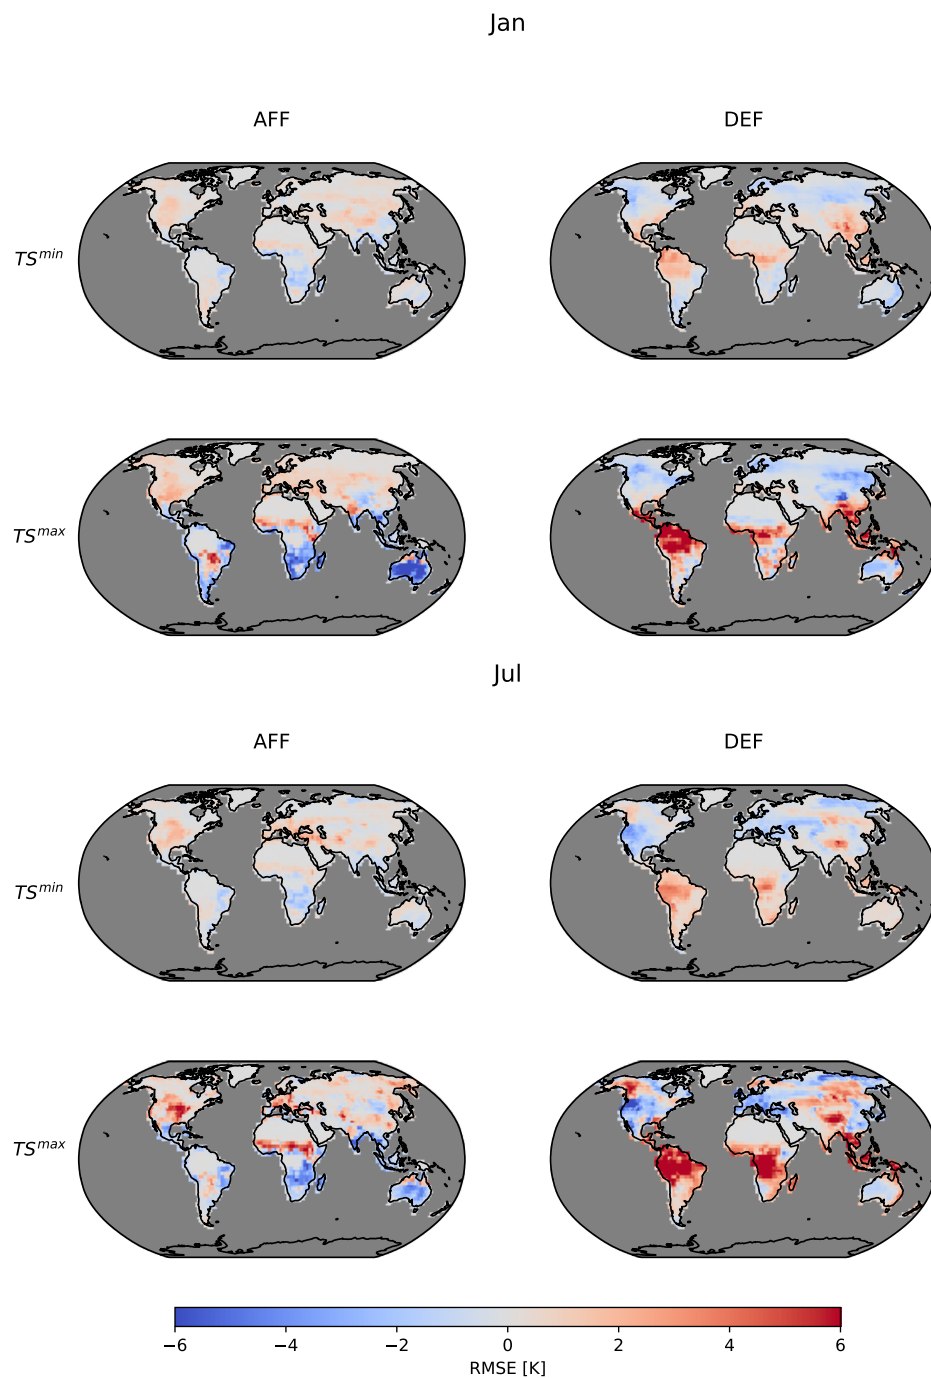 Jan
AFF DEF
TS^min
TS^max
Jul
AFF DEF
TS^min
TS^max
−6 −4 −2 0 2 4 6
RMSE [K]